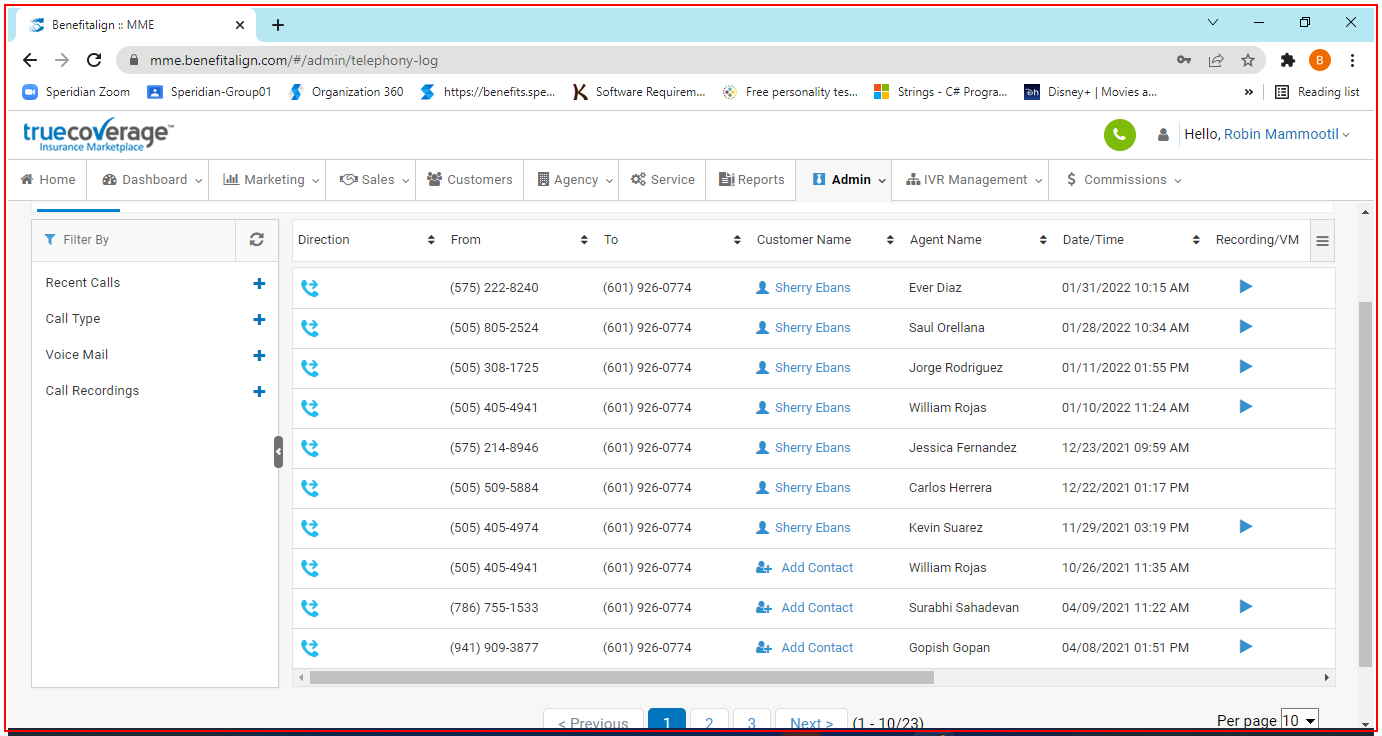 Benefitalign :: MME
mme.benefitalign.com/#/admin/telephony-log
B
Speridian Zoom Speridian-Group01 Organization 360 https://benefits.spe... Software Requirem... Free personality tes... Strings - C# Progra... Disney+ | Movies a... » Reading list
truecoverage™
Insurance Marketplace
Hello, Robin Mammootil
Home Dashboard Marketing Sales Customers Agency Service Reports Admin IVR Management $ Commissions
Filter By
Recent Calls
Call Type
Voice Mail
Call Recordings
Direction From To Customer Name Agent Name Date/Time Recording/VM
(575) 222-8240 (601) 926-0774 Sherry Ebans Ever Diaz 01/31/2022 10:15 AM
(505) 805-2524 (601) 926-0774 Sherry Ebans Saul Orellana 01/28/2022 10:34 AM
(505) 308-1725 (601) 926-0774 Sherry Ebans Jorge Rodriguez 01/11/2022 01:55 PM
(505) 405-4941 (601) 926-0774 Sherry Ebans William Rojas 01/10/2022 11:24 AM
(575) 214-8946 (601) 926-0774 Sherry Ebans Jessica Fernandez 12/23/2021 09:59 AM
(505) 509-5884 (601) 926-0774 Sherry Ebans Carlos Herrera 12/22/2021 01:17 PM
(505) 405-4974 (601) 926-0774 Sherry Ebans Kevin Suarez 11/29/2021 03:19 PM
(505) 405-4941 (601) 926-0774 Add Contact William Rojas 10/26/2021 11:35 AM
(786) 755-1533 (601) 926-0774 Add Contact Surabhi Sahadevan 04/09/2021 11:22 AM
(941) 909-3877 (601) 926-0774 Add Contact Gopish Gopan 04/08/2021 01:51 PM
< Previous 1 2 3 Next > (1 - 10/23) Per page 10